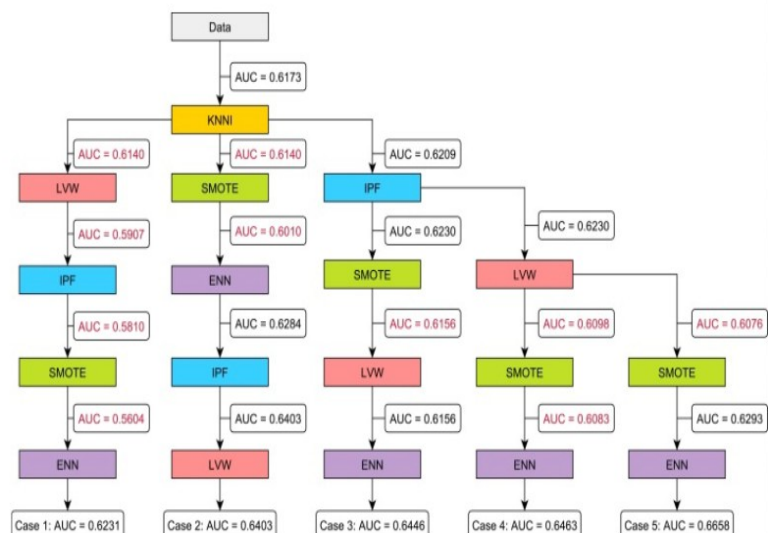 Data
AUC = 0.6173
KNNI
AUC = 0.6140
AUC = 0.6140
AUC = 0.6209
LVW
SMOTE
IPF
AUC = 0.5907
AUC = 0.6010
AUC = 0.6230
AUC = 0.6230
IPF
ENN
SMOTE
LVW
AUC = 0.5810
AUC = 0.6284
AUC = 0.6156
AUC = 0.6098
AUC = 0.6076
SMOTE
IPF
LVW
SMOTE
SMOTE
AUC = 0.5604
AUC = 0.6403
AUC = 0.6156
AUC = 0.6083
AUC = 0.6293
ENN
LVW
ENN
ENN
ENN
Case 1: AUC = 0.6231
Case 2: AUC = 0.6403
Case 3: AUC = 0.6446
Case 4: AUC = 0.6463
Case 5: AUC = 0.6658